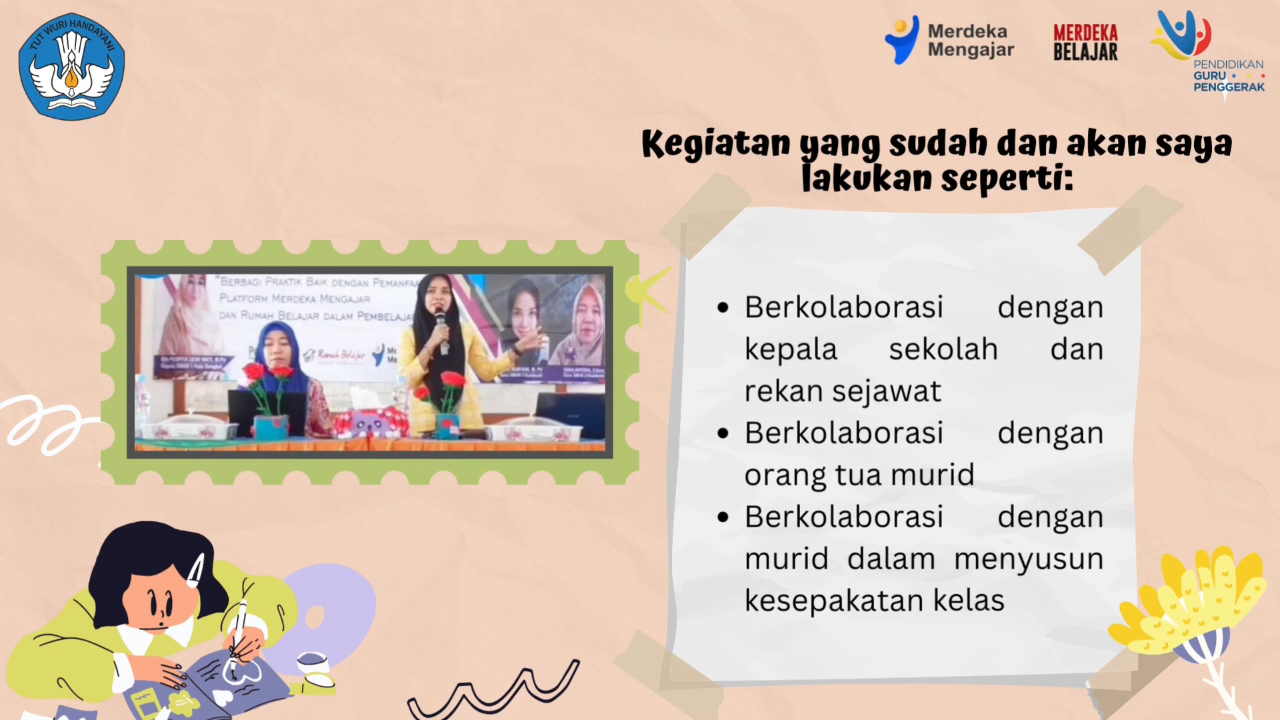 TUT WURI HANDAYANI
Merdeka
Mengajar
MERDEKA
BELAJAR
PENDIDIKAN
GURU
PENGGERAK
Kegiatan yang sudah dan akan saya
lakukan seperti:
"BERBAGI PRAKTIK BAIK DENGAN PEMANFAA
PLATFORM MERDEKA MENGAJAR
DAN RUMAH BELAJAR DALAM PEMBELAJAR
Rumah Belajar
• Berkolaborasi dengan
kepala sekolah dan
rekan sejawat
• Berkolaborasi dengan
orang tua murid
• Berkolaborasi dengan
murid dalam menyusun
kesepakatan kelas